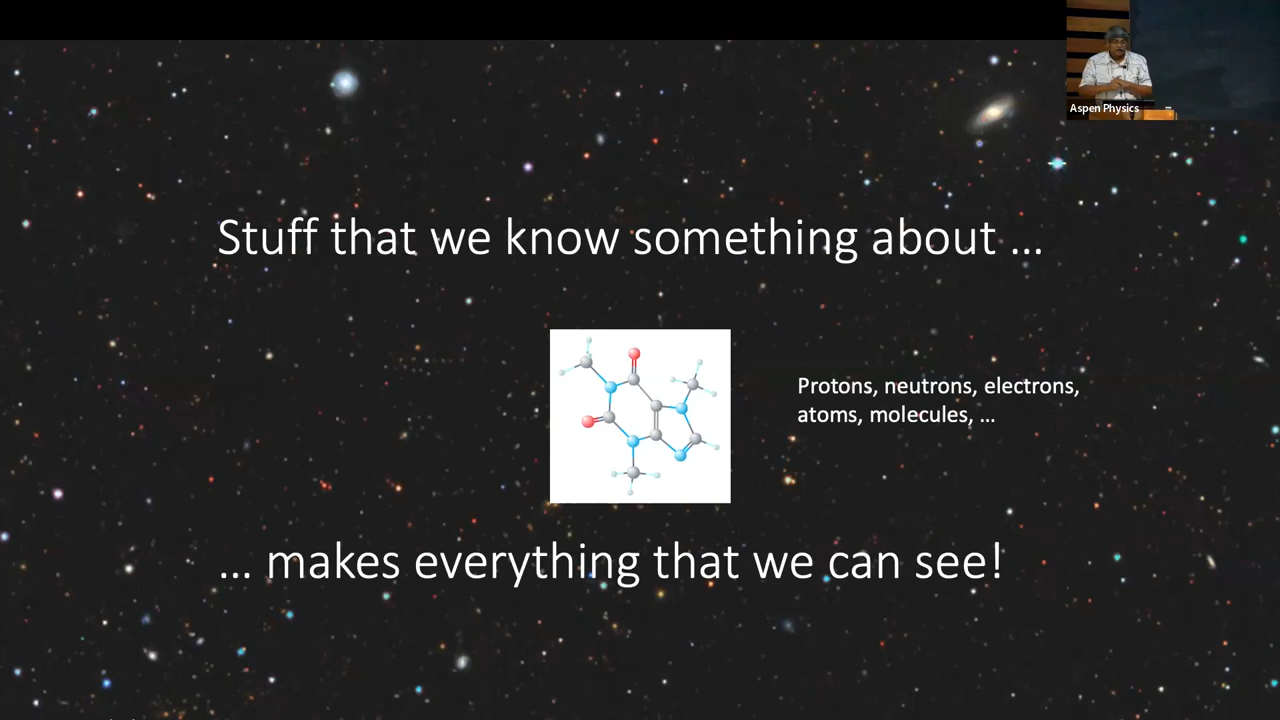 Aspen Physics
Stuff that we know something about ...
Protons, neutrons, electrons,
atoms, molecules, ...
... makes everything that we can see!